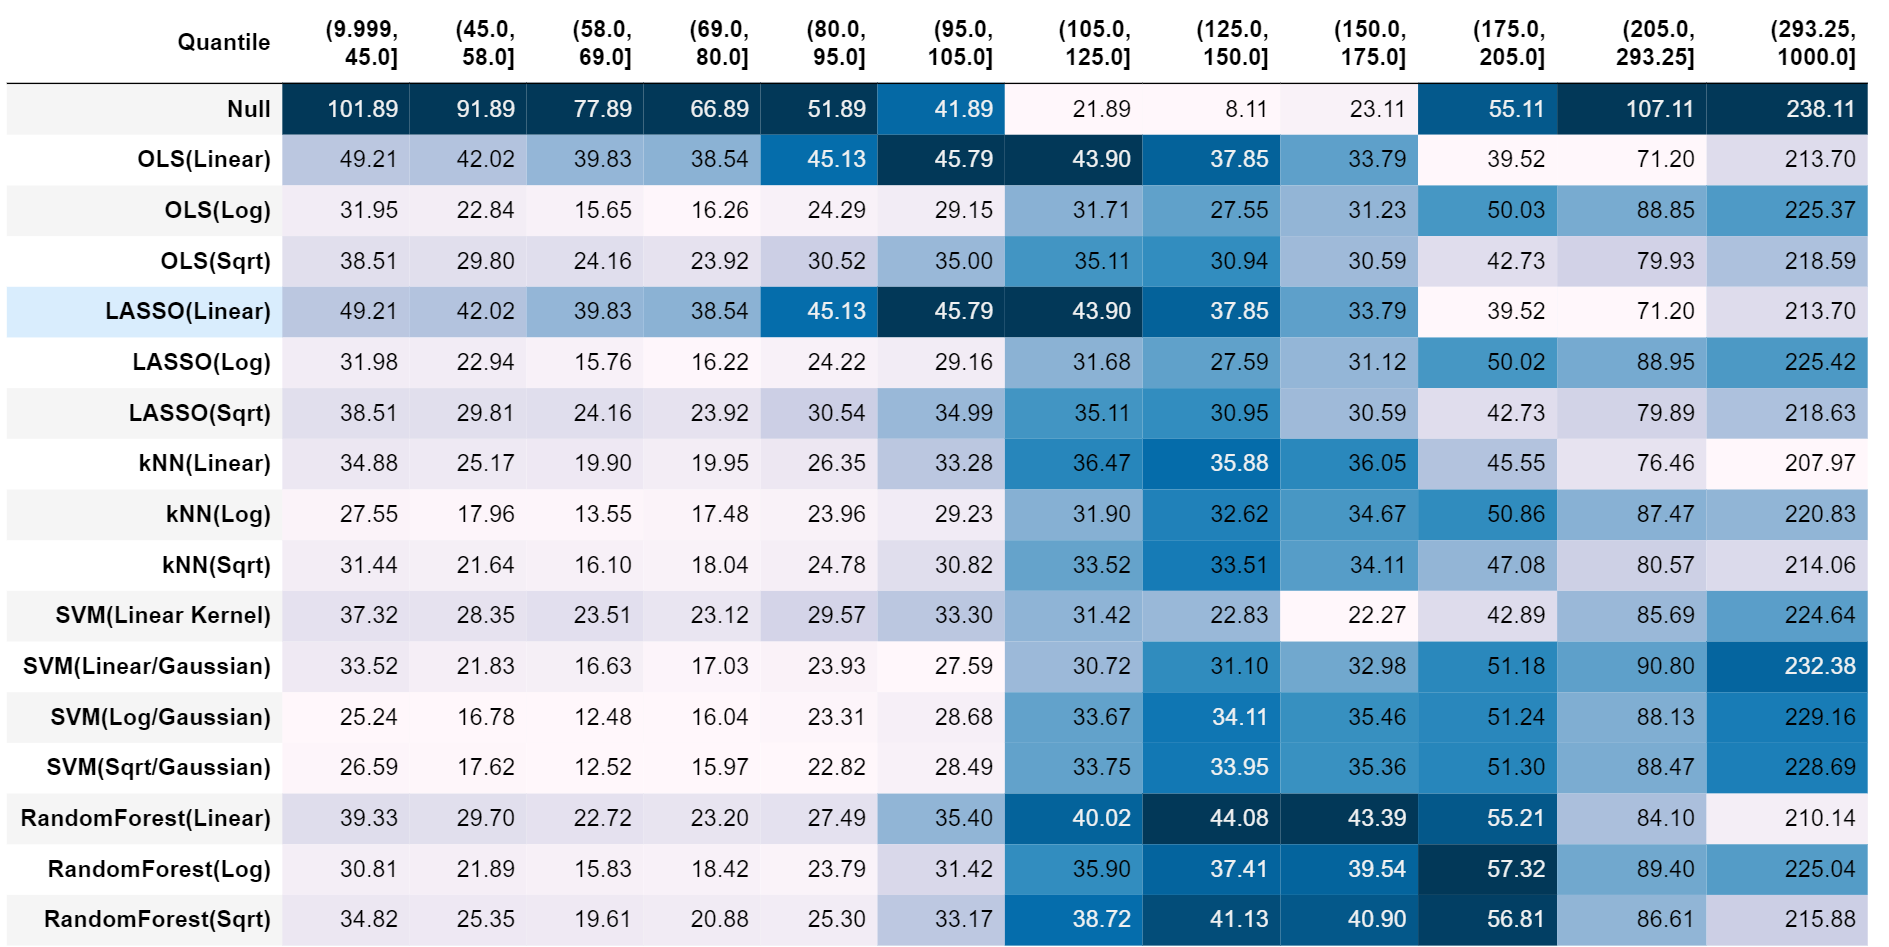 Quantile (9.999, 45.0] (45.0, 58.0] (58.0, 69.0] (69.0, 80.0] (80.0, 95.0] (95.0, 105.0] (105.0, 125.0] (125.0, 150.0] (150.0, 175.0] (175.0, 205.0] (205.0, 293.25] (293.25, 1000.0]
Null 101.89 91.89 77.89 66.89 51.89 41.89 21.89 8.11 23.11 55.11 107.11 238.11
OLS(Linear) 49.21 42.02 39.83 38.54 45.13 45.79 43.90 37.85 33.79 39.52 71.20 213.70
OLS(Log) 31.95 22.84 15.65 16.26 24.29 29.15 31.71 27.55 31.23 50.03 88.85 225.37
OLS(Sqrt) 38.51 29.80 24.16 23.92 30.52 35.00 35.11 30.94 30.59 42.73 79.93 218.59
LASSO(Linear) 49.21 42.02 39.83 38.54 45.13 45.79 43.90 37.85 33.79 39.52 71.20 213.70
LASSO(Log) 31.98 22.94 15.76 16.22 24.22 29.16 31.68 27.59 31.12 50.02 88.95 225.42
LASSO(Sqrt) 38.51 29.81 24.16 23.92 30.54 34.99 35.11 30.95 30.59 42.73 79.89 218.63
kNN(Linear) 34.88 25.17 19.90 19.95 26.35 33.28 36.47 35.88 36.05 45.55 76.46 207.97
kNN(Log) 27.55 17.96 13.55 17.48 23.96 29.23 31.90 32.62 34.67 50.86 87.47 220.83
kNN(Sqrt) 31.44 21.64 16.10 18.04 24.78 30.82 33.52 33.51 34.11 47.08 80.57 214.06
SVM(Linear Kernel) 37.32 28.35 23.51 23.12 29.57 33.30 31.42 22.83 22.27 42.89 85.69 224.64
SVM(Linear/Gaussian) 33.52 21.83 16.63 17.03 23.93 27.59 30.72 31.10 32.98 51.18 90.80 232.38
SVM(Log/Gaussian) 25.24 16.78 12.48 16.04 23.31 28.68 33.67 34.11 35.46 51.24 88.13 229.16
SVM(Sqrt/Gaussian) 26.59 17.62 12.52 15.97 22.82 28.49 33.75 33.95 35.36 51.30 88.47 228.69
RandomForest(Linear) 39.33 29.70 22.72 23.20 27.49 35.40 40.02 44.08 43.39 55.21 84.10 210.14
RandomForest(Log) 30.81 21.89 15.83 18.42 23.79 31.42 35.90 37.41 39.54 57.32 89.40 225.04
RandomForest(Sqrt) 34.82 25.35 19.61 20.88 25.30 33.17 38.72 41.13 40.90 56.81 86.61 215.88